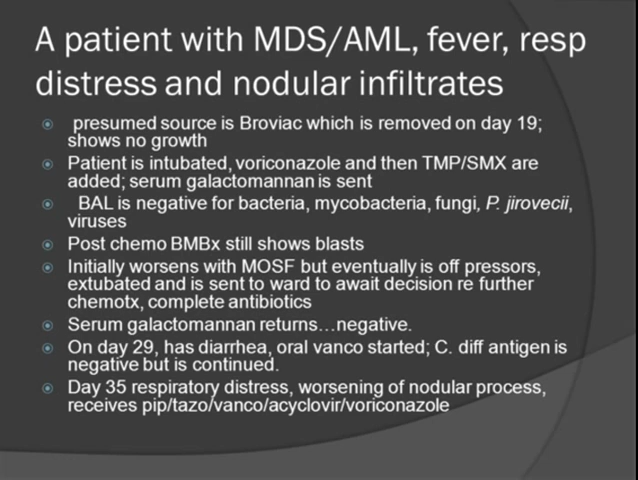 A patient with MDS/AML, fever, resp
distress and nodular infiltrates
presumed source is Broviac which is removed on day 19;
shows no growth
Patient is intubated, voriconazole and then TMP/SMX are
added; serum galactomannan is sent
BAL is negative for bacteria, mycobacteria, fungi, P. jirovecii,
viruses
Post chemo BMBx still shows blasts
Initially worsens with MOSF but eventually is off pressors,
extubated and is sent to ward to await decision re further
chemotx, complete antibiotics
Serum galactomannan returns…negative.
On day 29, has diarrhea, oral vanco started; C. diff antigen is
negative but is continued.
Day 35 respiratory distress, worsening of nodular process,
receives pip/tazo/vanco/acyclovir/voriconazole